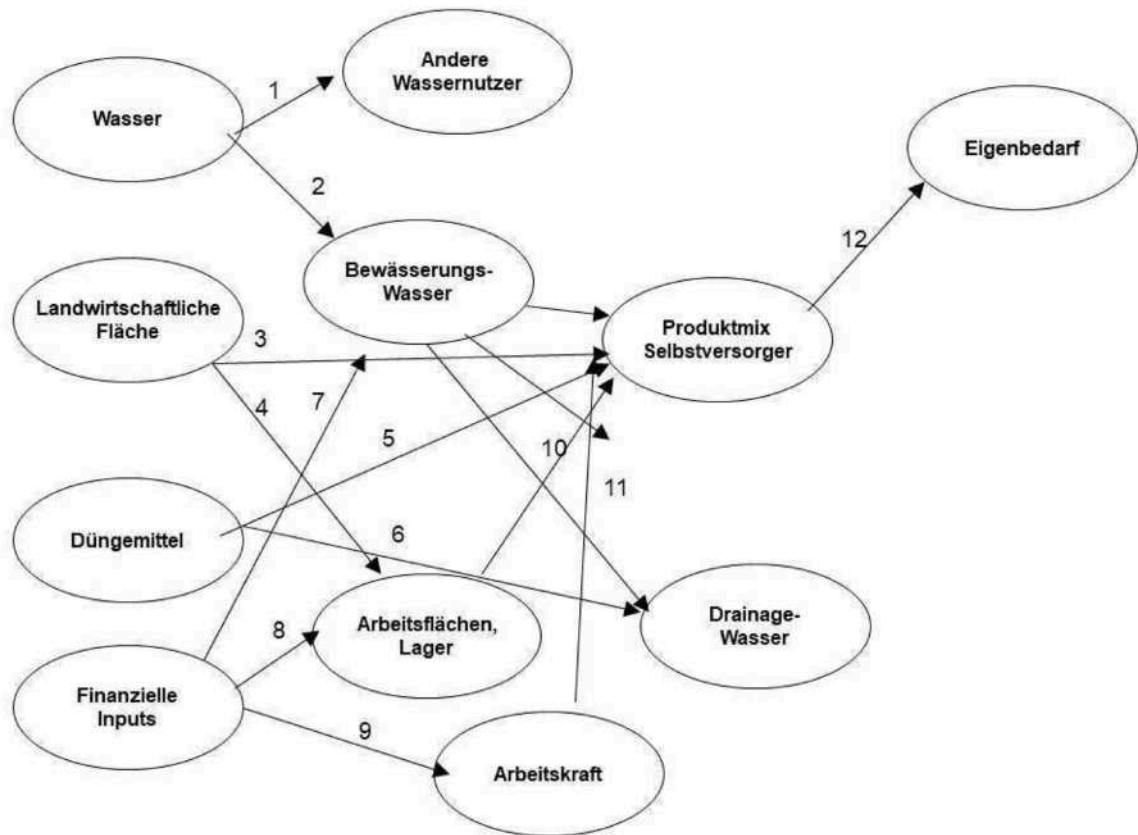 Andere
Wassernutzer
Wasser
1
Eigenbedarf
2
12
Bewässerungs-
Wasser
Landwirtschaftliche
Fläche
Produktmix
Selbstversorger
3
7
4
5
10
11
Düngemittel
6
Drainage-
Wasser
Arbeitsflächen,
Lager
8
Finanzielle
Inputs
9
Arbeitskraft